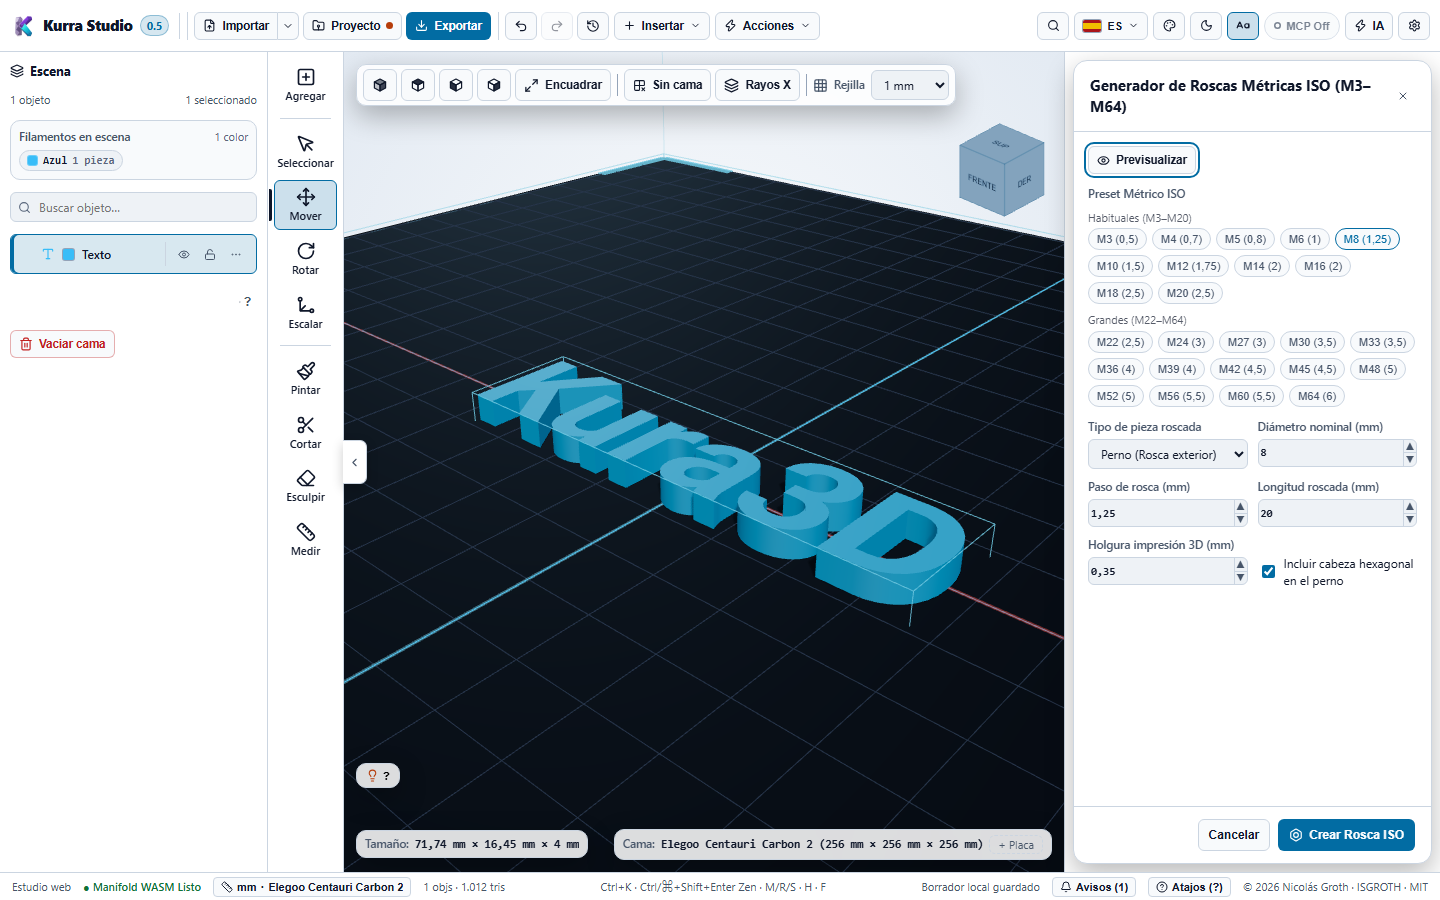 Kurra Studio 0.5 Importar Proyecto Exportar Insertar Acciones ES Aa MCP Off IA
Escena
1 objeto 1 seleccionado
Filamentos en escena 1 color
Azul 1 pieza
Buscar objeto...
Texto
?
Vaciar cama
Agregar
Seleccionar
Mover
Rotar
Escalar
Pintar
Cortar
Esculpir
Medir
Encuadrar Sin cama Rayos X Rejilla 1 mm
SUP
FRENTE DER
Kurra3D
?
Tamaño: 71,74 mm × 16,45 mm × 4 mm
Cama: Elegoo Centauri Carbon 2 (256 mm × 256 mm × 256 mm) + Placa
Generador de Roscas Métricas ISO (M3–
M64)
Previsualizar
Preset Métrico ISO
Habituales (M3–M20)
M3 (0,5) M4 (0,7) M5 (0,8) M6 (1) M8 (1,25)
M10 (1,5) M12 (1,75) M14 (2) M16 (2)
M18 (2,5) M20 (2,5)
Grandes (M22–M64)
M22 (2,5) M24 (3) M27 (3) M30 (3,5) M33 (3,5)
M36 (4) M39 (4) M42 (4,5) M45 (4,5) M48 (5)
M52 (5) M56 (5,5) M60 (5,5) M64 (6)
Tipo de pieza roscada Diámetro nominal (mm)
Perno (Rosca exterior) 8
Paso de rosca (mm) Longitud roscada (mm)
1,25 20
Holgura impresión 3D (mm)
0,35 Incluir cabeza hexagonal
en el perno
Cancelar Crear Rosca ISO
Estudio web ● Manifold WASM Listo mm · Elegoo Centauri Carbon 2 1 objs · 1.012 tris Ctrl+K · Ctrl/⌘+Shift+Enter Zen · M/R/S · H · F Borrador local guardado Avisos (1) Atajos (?) © 2026 Nicolás Groth · ISGROTH · MIT